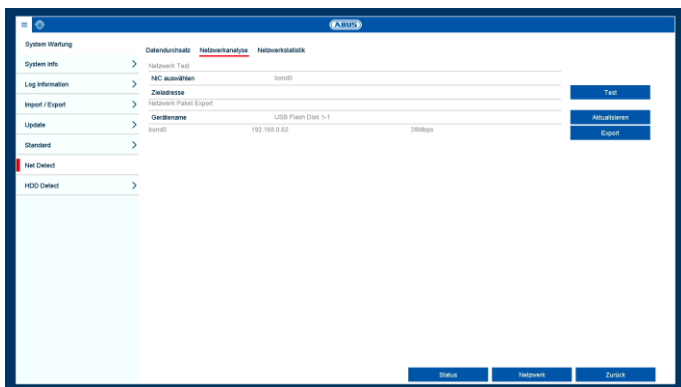 ABUS
System Wartung
System Info
Log Information
Import / Export
Update
Standard
Net Detect
HDD Detect
Datendurchsatz Netzwerkanalyse Netzwerkstatistik
Netzwerk Test
NIC auswählen bond0
Zieladresse Test
Netzwerk Paket Export
Gerätename USB Flash Disk 1-1 Aktualisieren
bond0 192.168.0.62 28Mbps Export
Status Netzwerk Zurück